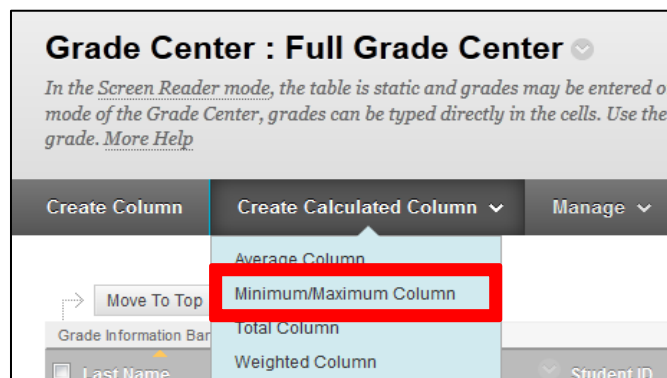 Grade Center : Full Grade Center
In the Screen Reader mode, the table is static and grades may be entered o
mode of the Grade Center, grades can be typed directly in the cells. Use the
grade. More Help
Create Column Create Calculated Column Manage
Average Column
Move To Top Minimum/Maximum Column
Grade Information Bar Total Column
Weighted Column
Last Name Student ID